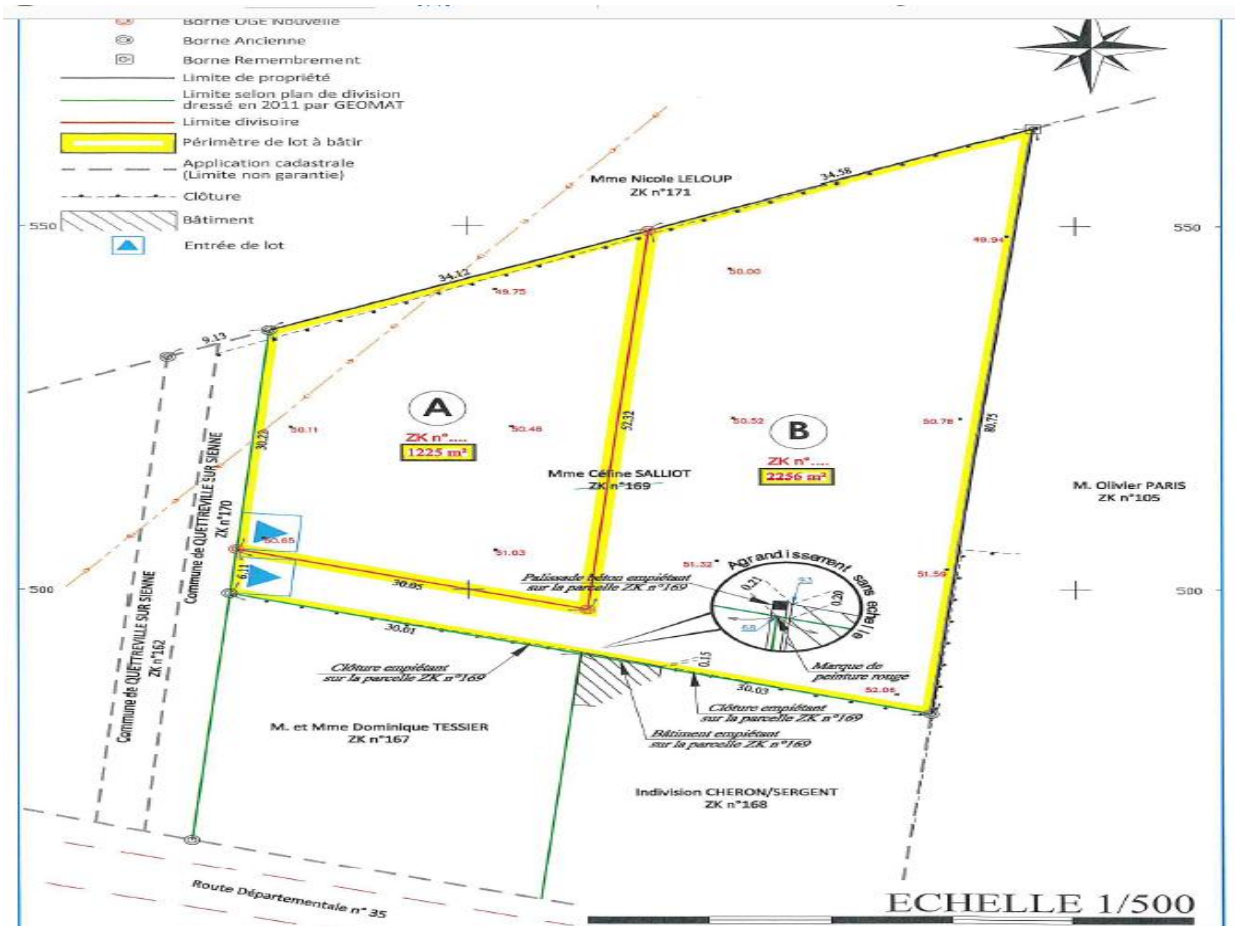 Borne OGE Nouvelle
Borne Ancienne
Borne Remembrement
Limite de propriété
Limite selon plan de division
dressé en 2011 par GEOMAT
Limite divisoire
Périmètre de lot à bâtir
Application cadastrale
(Limite non garantie)
Clôture
Bâtiment
Entrée de lot
550
550
Mme Nicole LELOUP
ZK n°171
34.58
34.12
9.13
49.94
50.00
49.75
A
ZK n°....
1225 m²
50.11
50.48
30.22
52.32
50.52
B
ZK n°....
2256 m²
50.78
80.75
Mme Céline SALLIOT
ZK n°169
M. Olivier PARIS
ZK n°105
Commune de QUETTREVILLE SUR SIENNE
ZK n°170
Commune de QUETTREVILLE SUR SIENNE
ZK n°162
50.65
51.03
51.32
51.59
500
500
6.11
30.05
30.01
Palissade béton empiétant
sur la parcelle ZK n°169
Agrandissement sans echelle
0.21
0.20
0.15
Marque de
peinture rouge
30.03
52.06
Clôture empiétant
sur la parcelle ZK n°169
Clôture empiétant
sur la parcelle ZK n°169
Bâtiment empiétant
sur la parcelle ZK n°169
M. et Mme Dominique TESSIER
ZK n°167
Indivision CHERON/SERGENT
ZK n°168
Route Départementale n° 35
ECHELLE 1/500